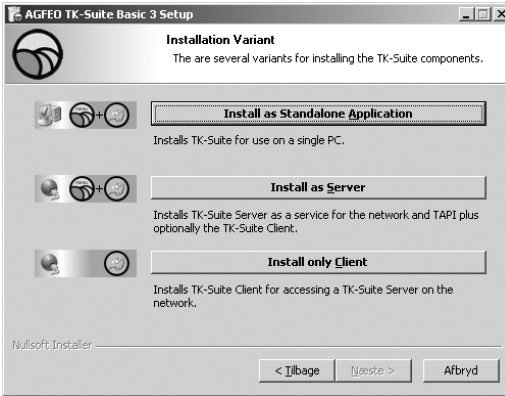 AGFEO TK-Suite Basic 3 Setup
Installation Variant
The are several variants for installing the TK-Suite components.
Install as Standalone Application
Installs TK-Suite for use on a single PC.
Install as Server
Installs TK-Suite Server as a service for the network and TAPI plus
optionally the TK-Suite Client.
Install only Client
Installs TK-Suite Client for accessing a TK-Suite Server on the
network.
Nullsoft Installer
< Tilbage
Næste >
Afbryd